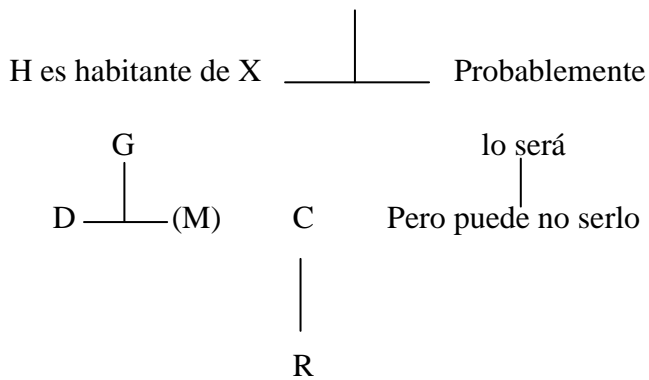 H es habitante de X Probablemente
G lo será
D (M) C Pero puede no serlo
R